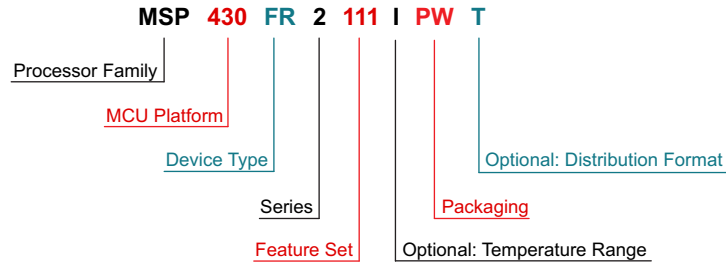 MSP 430 FR 2 111 I PW T
Processor Family
MCU Platform
Device Type
Optional: Distribution Format
Series
Packaging
Feature Set
Optional: Temperature Range